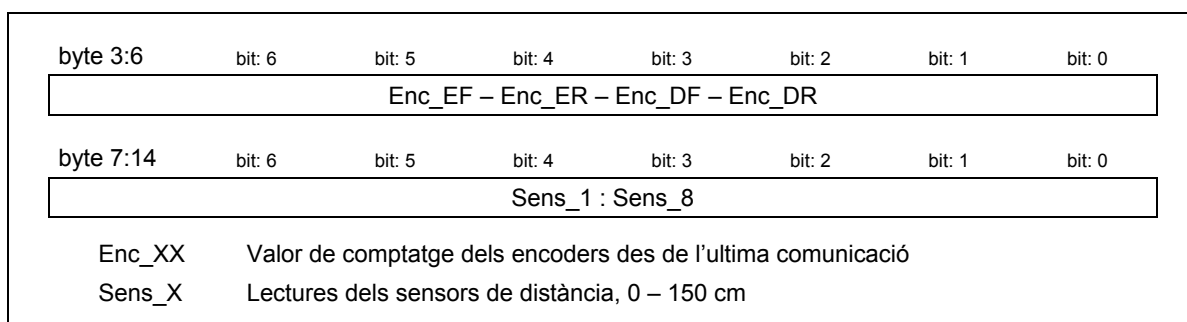 byte 3:6 bit: 6 bit: 5 bit: 4 bit: 3 bit: 2 bit: 1 bit: 0
Enc_EF – Enc_ER – Enc_DF – Enc_DR
byte 7:14 bit: 6 bit: 5 bit: 4 bit: 3 bit: 2 bit: 1 bit: 0
Sens_1 : Sens_8
Enc_XX Valor de comptatge dels encoders des de l’ultima comunicació
Sens_X Lectures dels sensors de distància, 0 – 150 cm